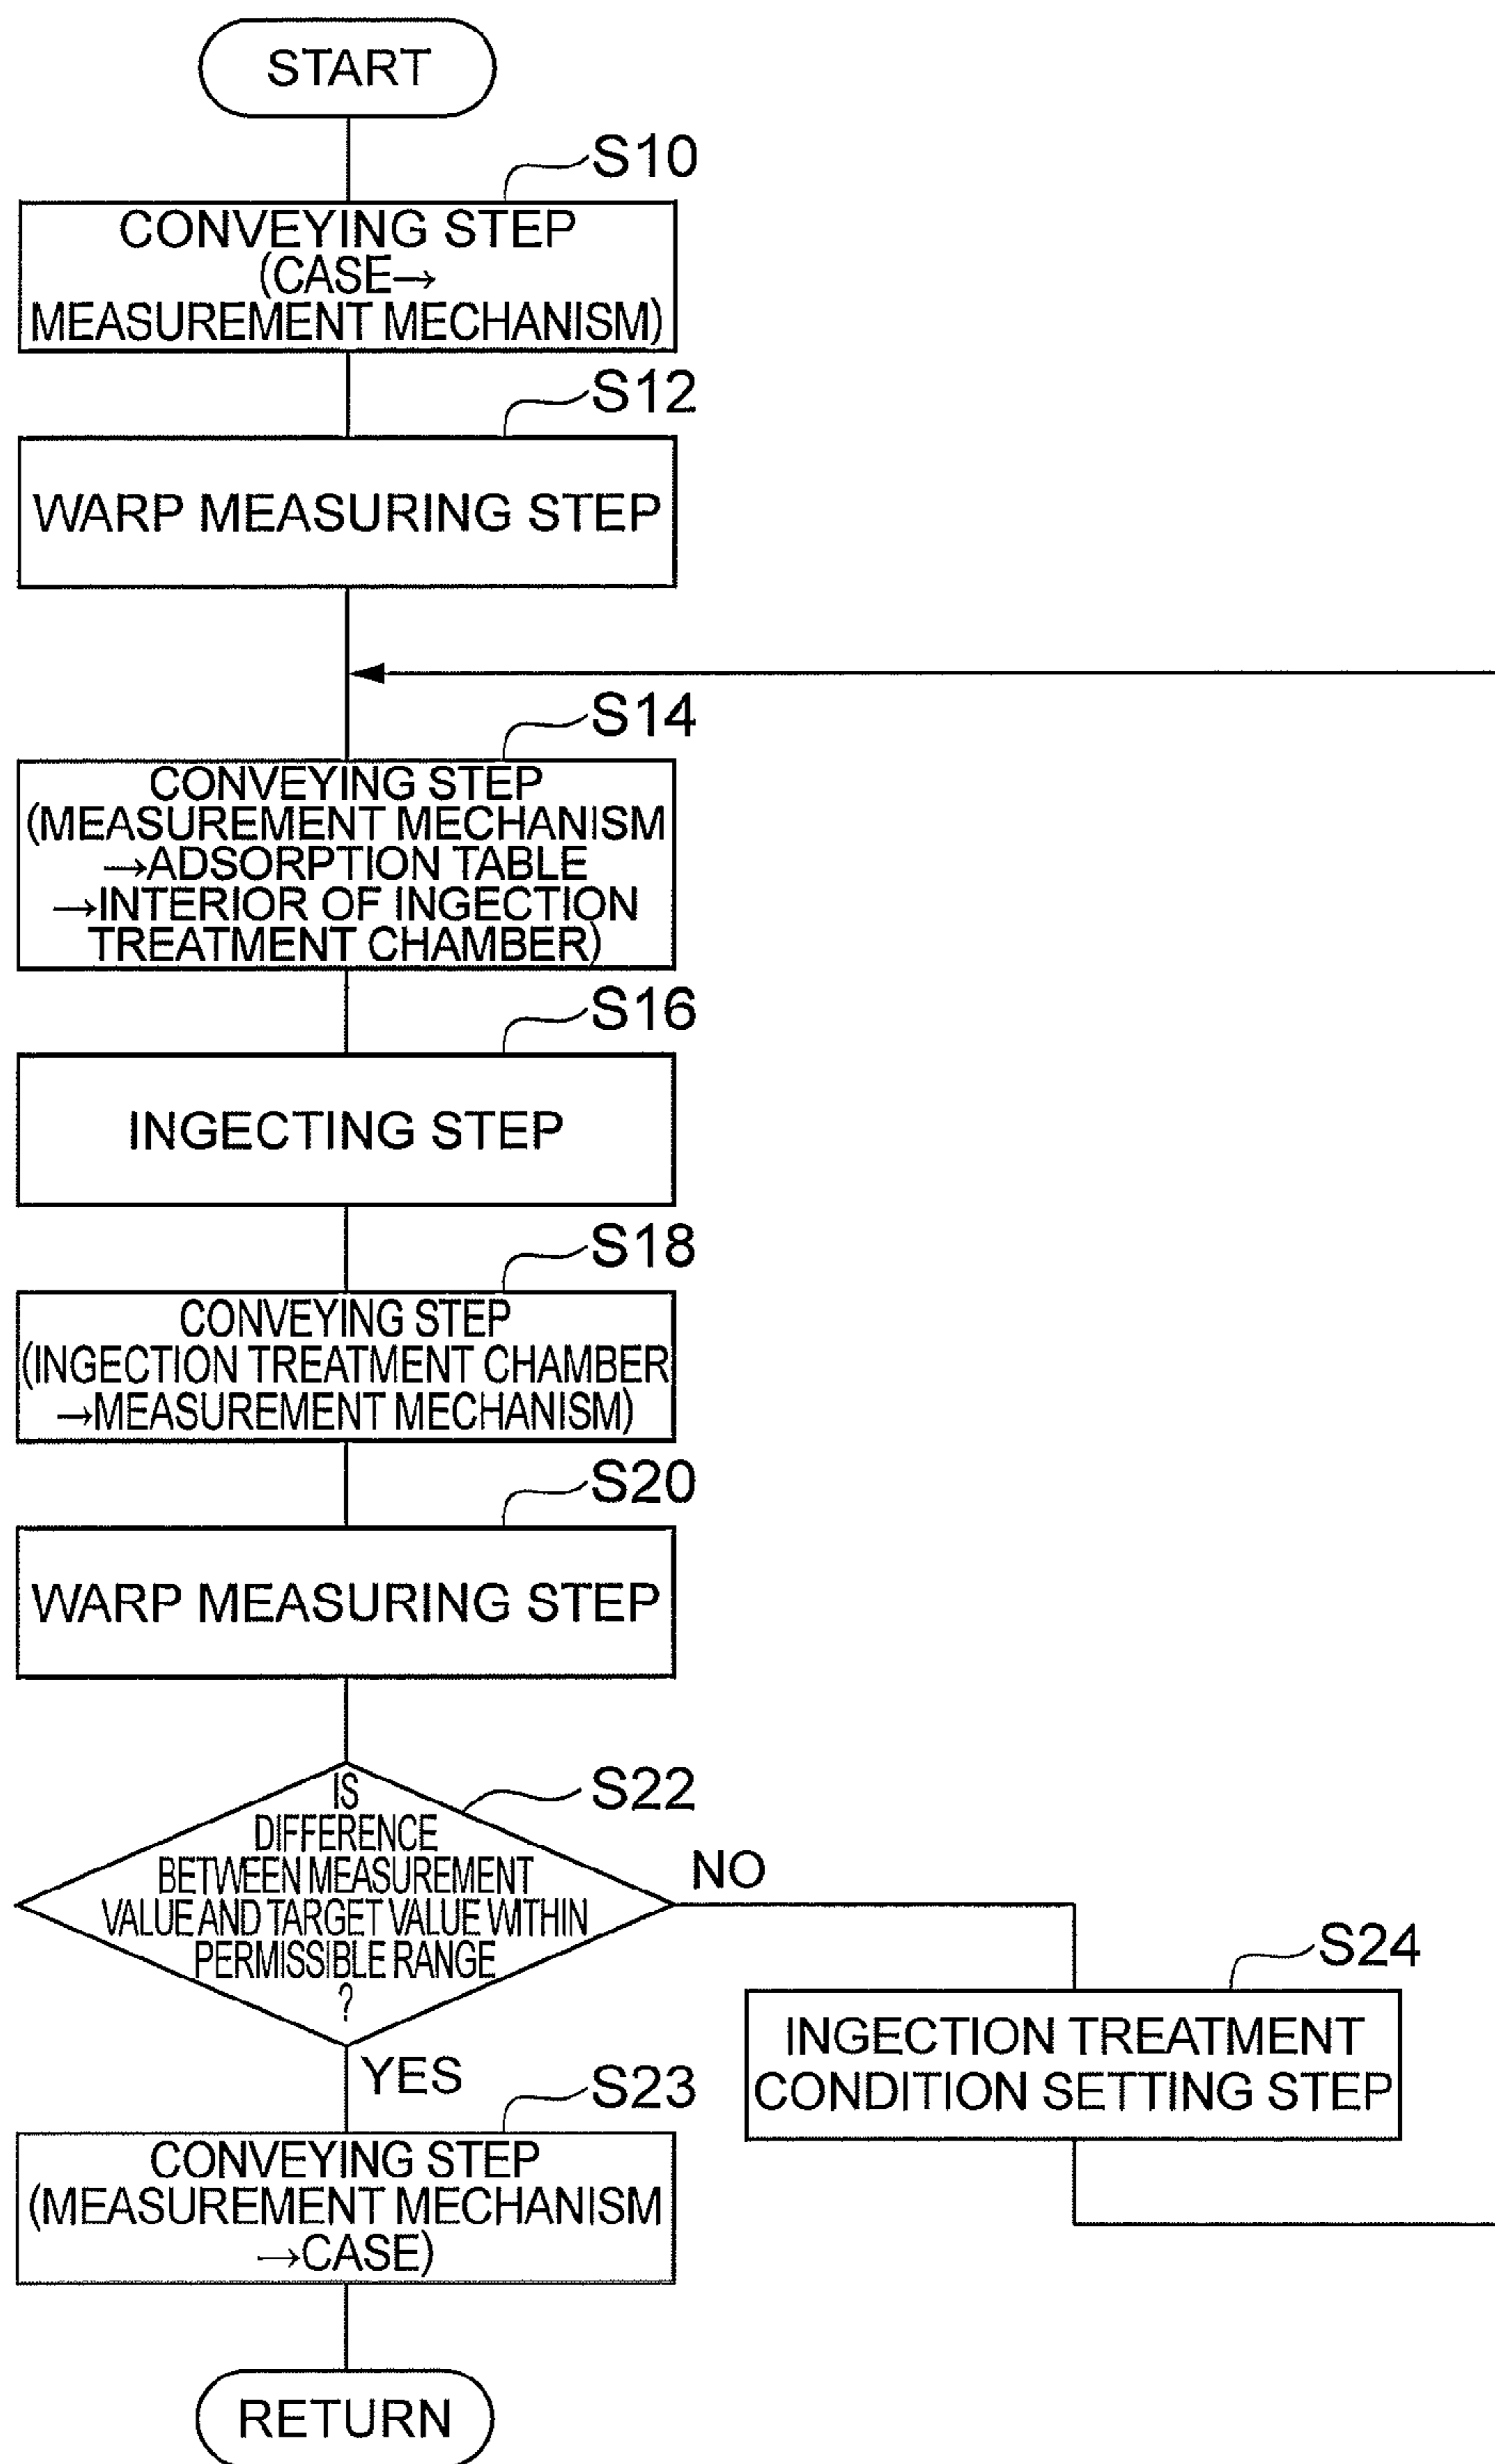 START
S10
CONVEYING STEP
(CASE→
MEASUREMENT MECHANISM)
S12
WARP MEASURING STEP
S14
CONVEYING STEP
(MEASUREMENT MECHANISM
→ADSORPTION TABLE
→INTERIOR OF INGECTION
TREATMENT CHAMBER)
S16
INGECTING STEP
S18
CONVEYING STEP
(INGECTION TREATMENT CHAMBER
→MEASUREMENT MECHANISM)
S20
WARP MEASURING STEP
S22
IS
DIFFERENCE
BETWEEN MEASUREMENT
VALUE AND TARGET VALUE WITHIN
PERMISSIBLE RANGE
?
NO
S24
INGECTION TREATMENT
CONDITION SETTING STEP
YES
S23
CONVEYING STEP
(MEASUREMENT MECHANISM
→CASE)
RETURN